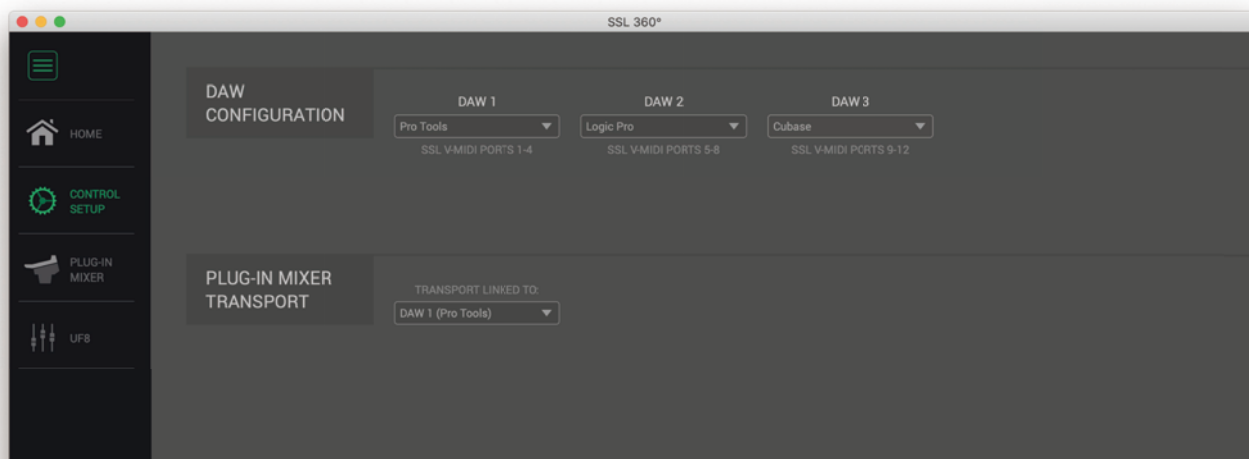 SSL 360°
HOME
CONTROL
SETUP
PLUG-IN
MIXER
UF8
DAW
CONFIGURATION
DAW 1
DAW 2
DAW 3
Pro Tools
Logic Pro
Cubase
SSL V-MIDI PORTS 1-4
SSL V-MIDI PORTS 5-8
SSL V-MIDI PORTS 9-12
PLUG-IN MIXER
TRANSPORT
TRANSPORT LINKED TO:
DAW 1 (Pro Tools)